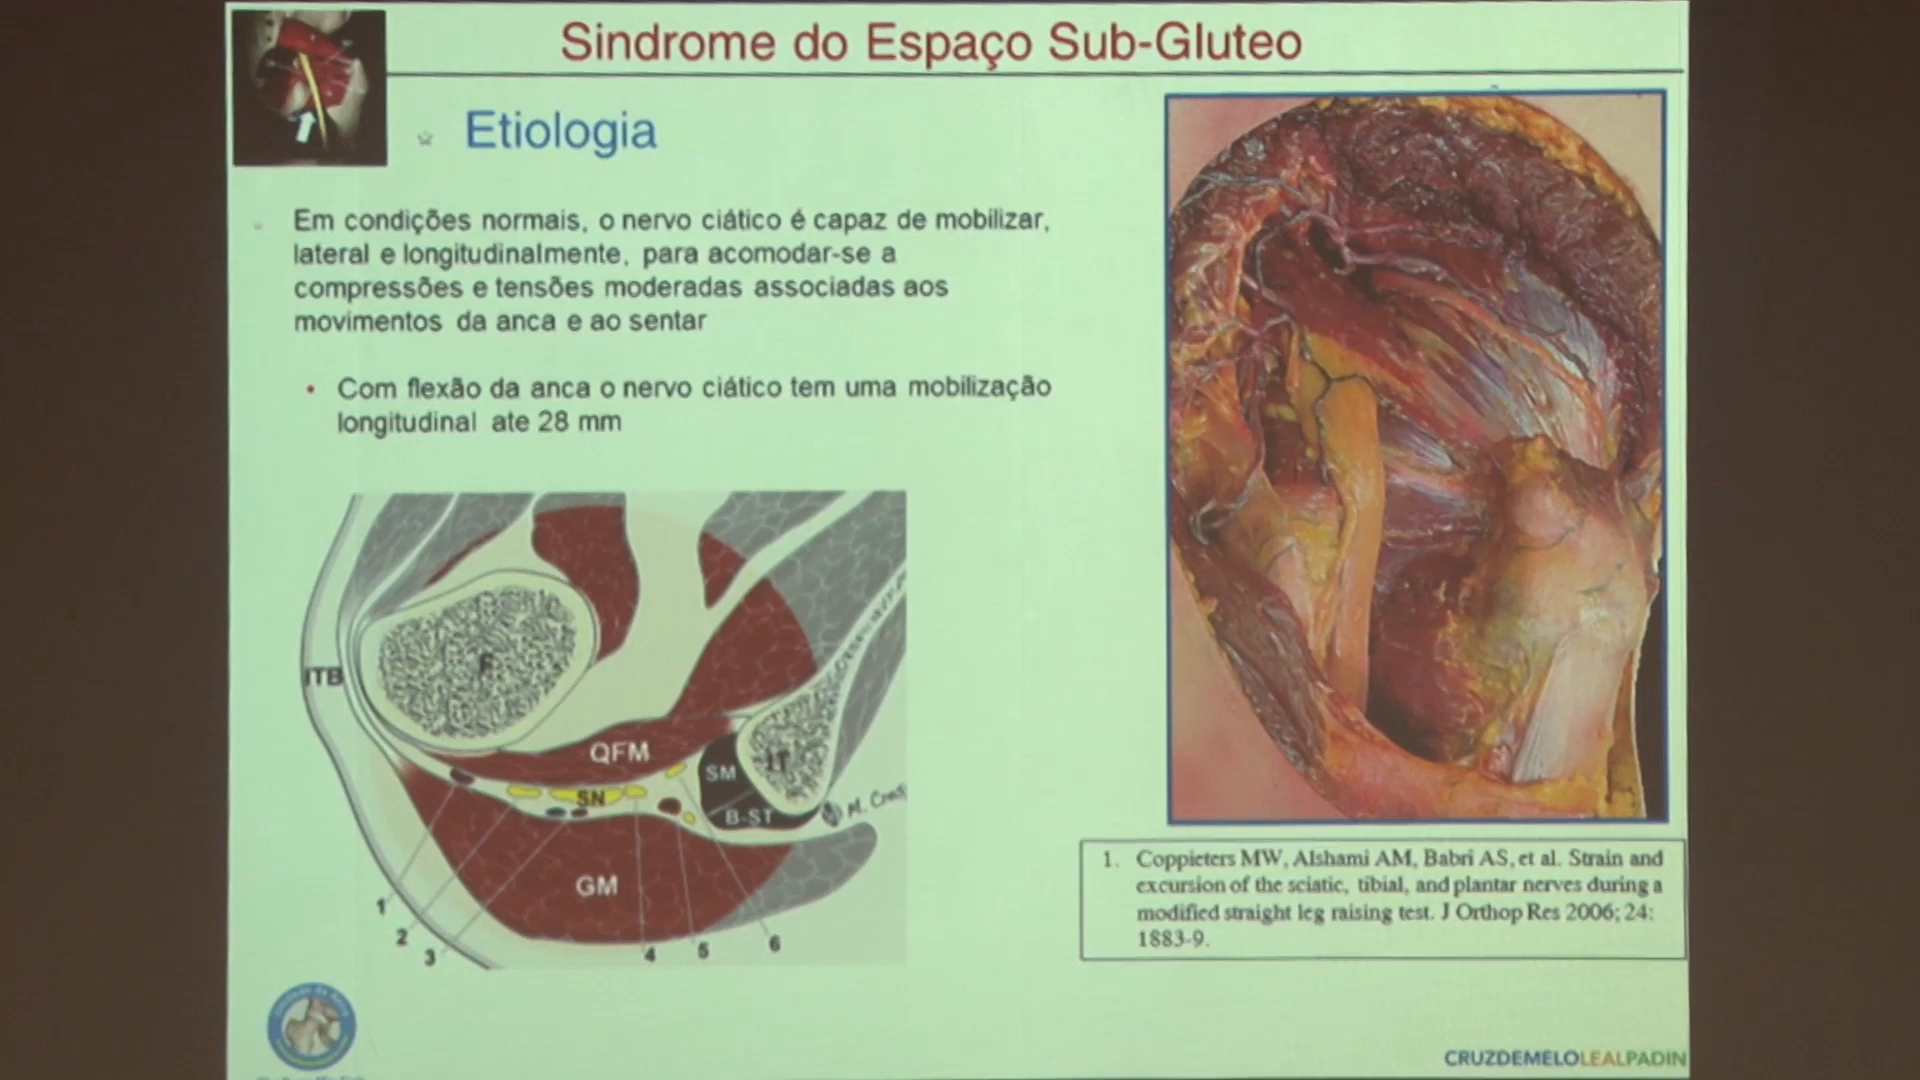 Sindrome do Espaço Sub-Gluteo
Etiologia
Em condições normais, o nervo ciático é capaz de mobilizar,
lateral e longitudinalmente, para acomodar-se a
compressões e tensões moderadas associadas aos
movimentos da anca e ao sentar
Com flexão da anca o nervo ciático tem uma mobilização
longitudinal ate 28 mm
F
ITB
QFM
SM
IT
SN
B-ST
GM
1
2
3
4
5
6
1. Coppieters MW, Alshami AM, Babri AS, et al. Strain and
excursion of the sciatic, tibial, and plantar nerves during a
modified straight leg raising test. J Orthop Res 2006; 24:
1883-9.
CRUZDEMELOLEALPADIN